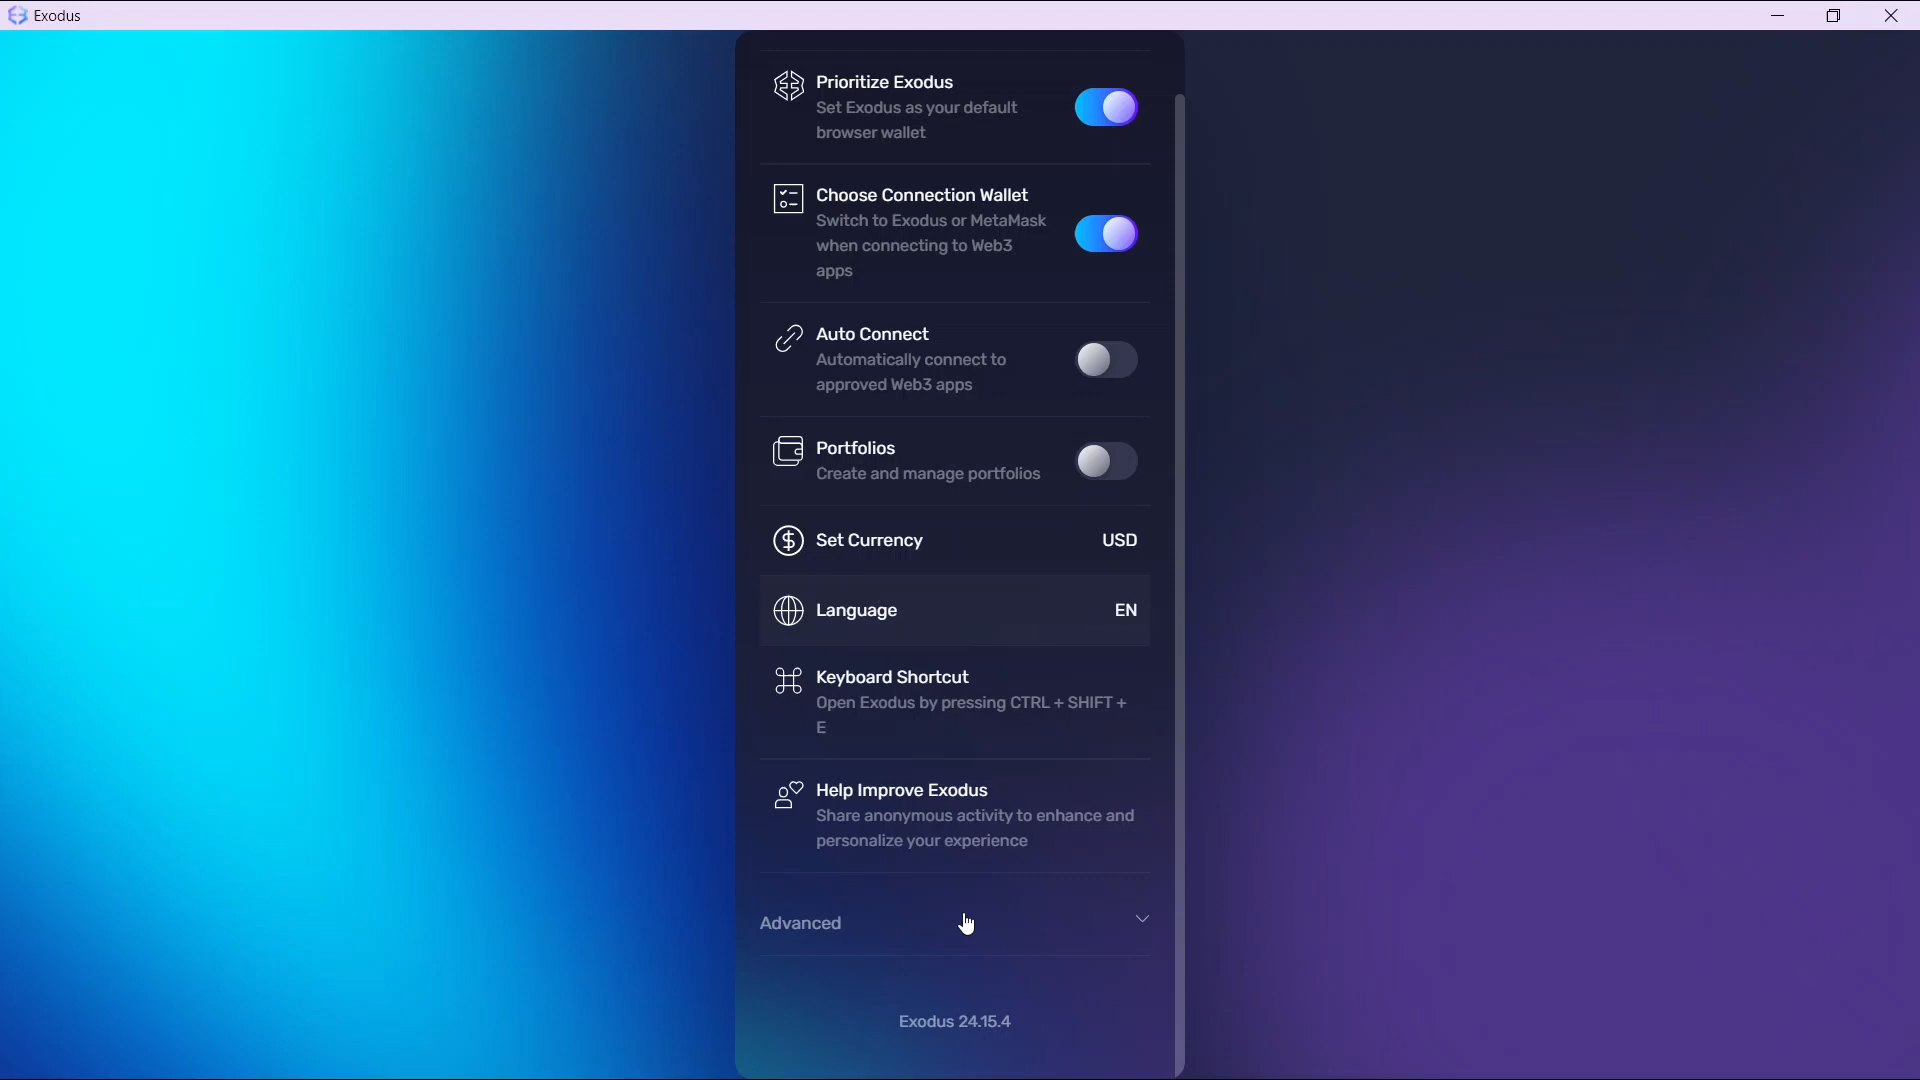 Exodus
Prioritize Exodus
Set Exodus as your default
browser wallet
Choose Connection Wallet
Switch to Exodus or MetaMask
when connecting to Web3
apps
Auto Connect
Automatically connect to
approved Web3 apps
Portfolios
Create and manage portfolios
Set Currency USD
Language EN
Keyboard Shortcut
Open Exodus by pressing CTRL + SHIFT +
E
Help Improve Exodus
Share anonymous activity to enhance and
personalize your experience
Advanced
Exodus 24.15.4